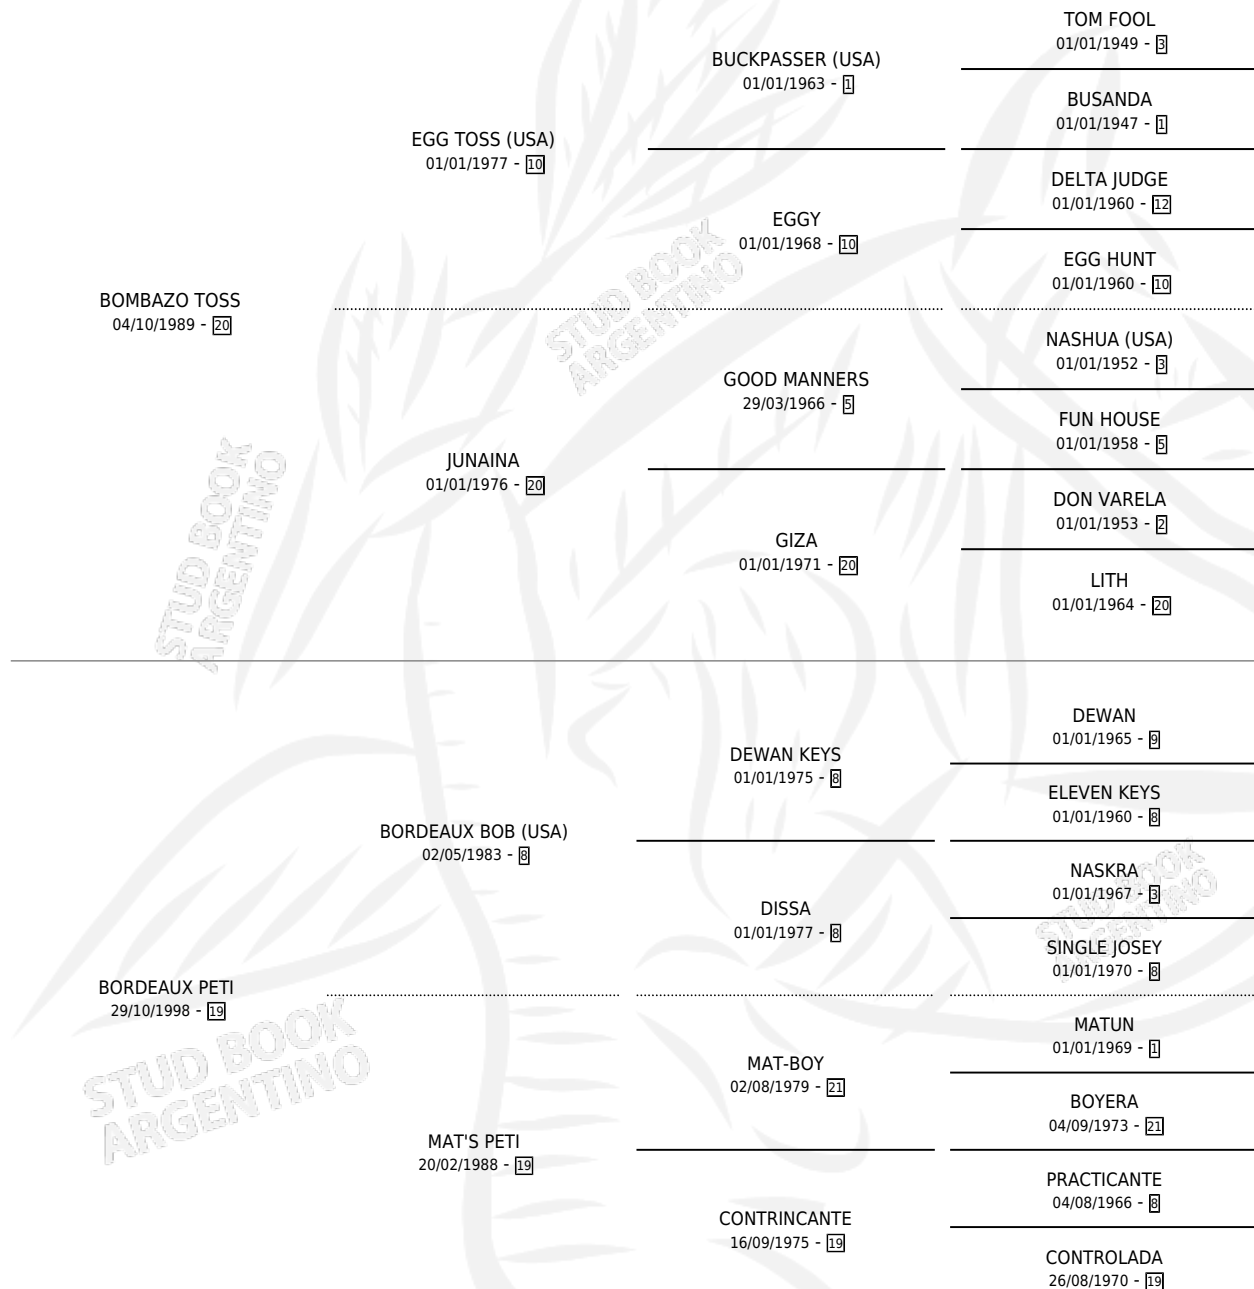 TOM FOOL
01/01/1949 - 3
BUCKPASSER (USA)
01/01/1963 - 1
BUSANDA
01/01/1947 - 1
EGG TOSS (USA)
01/01/1977 - 10
DELTA JUDGE
01/01/1960 - 12
EGGY
01/01/1968 - 10
EGG HUNT
01/01/1960 - 10
BOMBAZO TOSS
04/10/1989 - 20
NASHUA (USA)
01/01/1952 - 3
GOOD MANNERS
29/03/1966 - 5
FUN HOUSE
01/01/1958 - 5
JUNAINA
01/01/1976 - 20
DON VARELA
01/01/1953 - 2
GIZA
01/01/1971 - 20
LITH
01/01/1964 - 20
DEWAN
01/01/1965 - 9
DEWAN KEYS
01/01/1975 - 8
ELEVEN KEYS
01/01/1960 - 8
BORDEAUX BOB (USA)
02/05/1983 - 8
NASKRA
01/01/1967 - 3
DISSA
01/01/1977 - 8
SINGLE JOSEY
01/01/1970 - 8
BORDEAUX PETI
29/10/1998 - 19
MATUN
01/01/1969 - 1
MAT-BOY
02/08/1979 - 21
BOYERA
04/09/1973 - 21
MAT'S PETI
20/02/1988 - 19
PRACTICANTE
04/08/1966 - 8
CONTRINCANTE
16/09/1975 - 19
CONTROLADA
26/08/1970 - 19
STUD BOOK
ARGENTINO
STUD BOOK
ARGENTINO
STUD BOOK
ARGENTINO
STUD BOOK
ARGENTINO